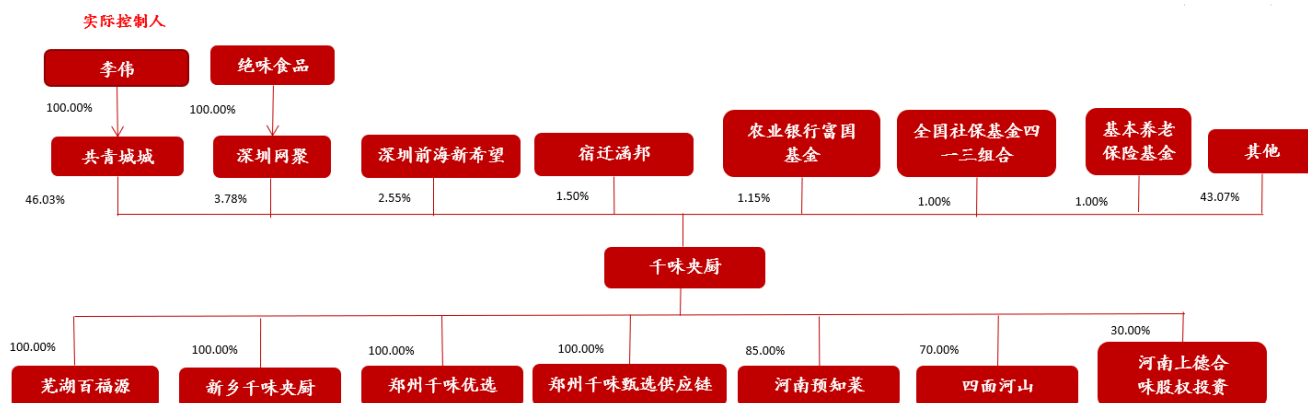 实际控制人
李伟
绝味食品
100.00%
100.00%
共青城城
深圳网聚
深圳前海新希望
宿迁涵邦
农业银行富国
基金
全国社保基金四
一三组合
基本养老
保险基金
其他
46.03%
3.78%
2.55%
1.50%
1.15%
1.00%
1.00%
43.07%
千味央厨
100.00%
100.00%
100.00%
100.00%
85.00%
70.00%
30.00%
芜湖百福源
新乡千味央厨
郑州千味优选
郑州千味甄选供应链
河南预知菜
四面河山
河南上德合
味股权投资